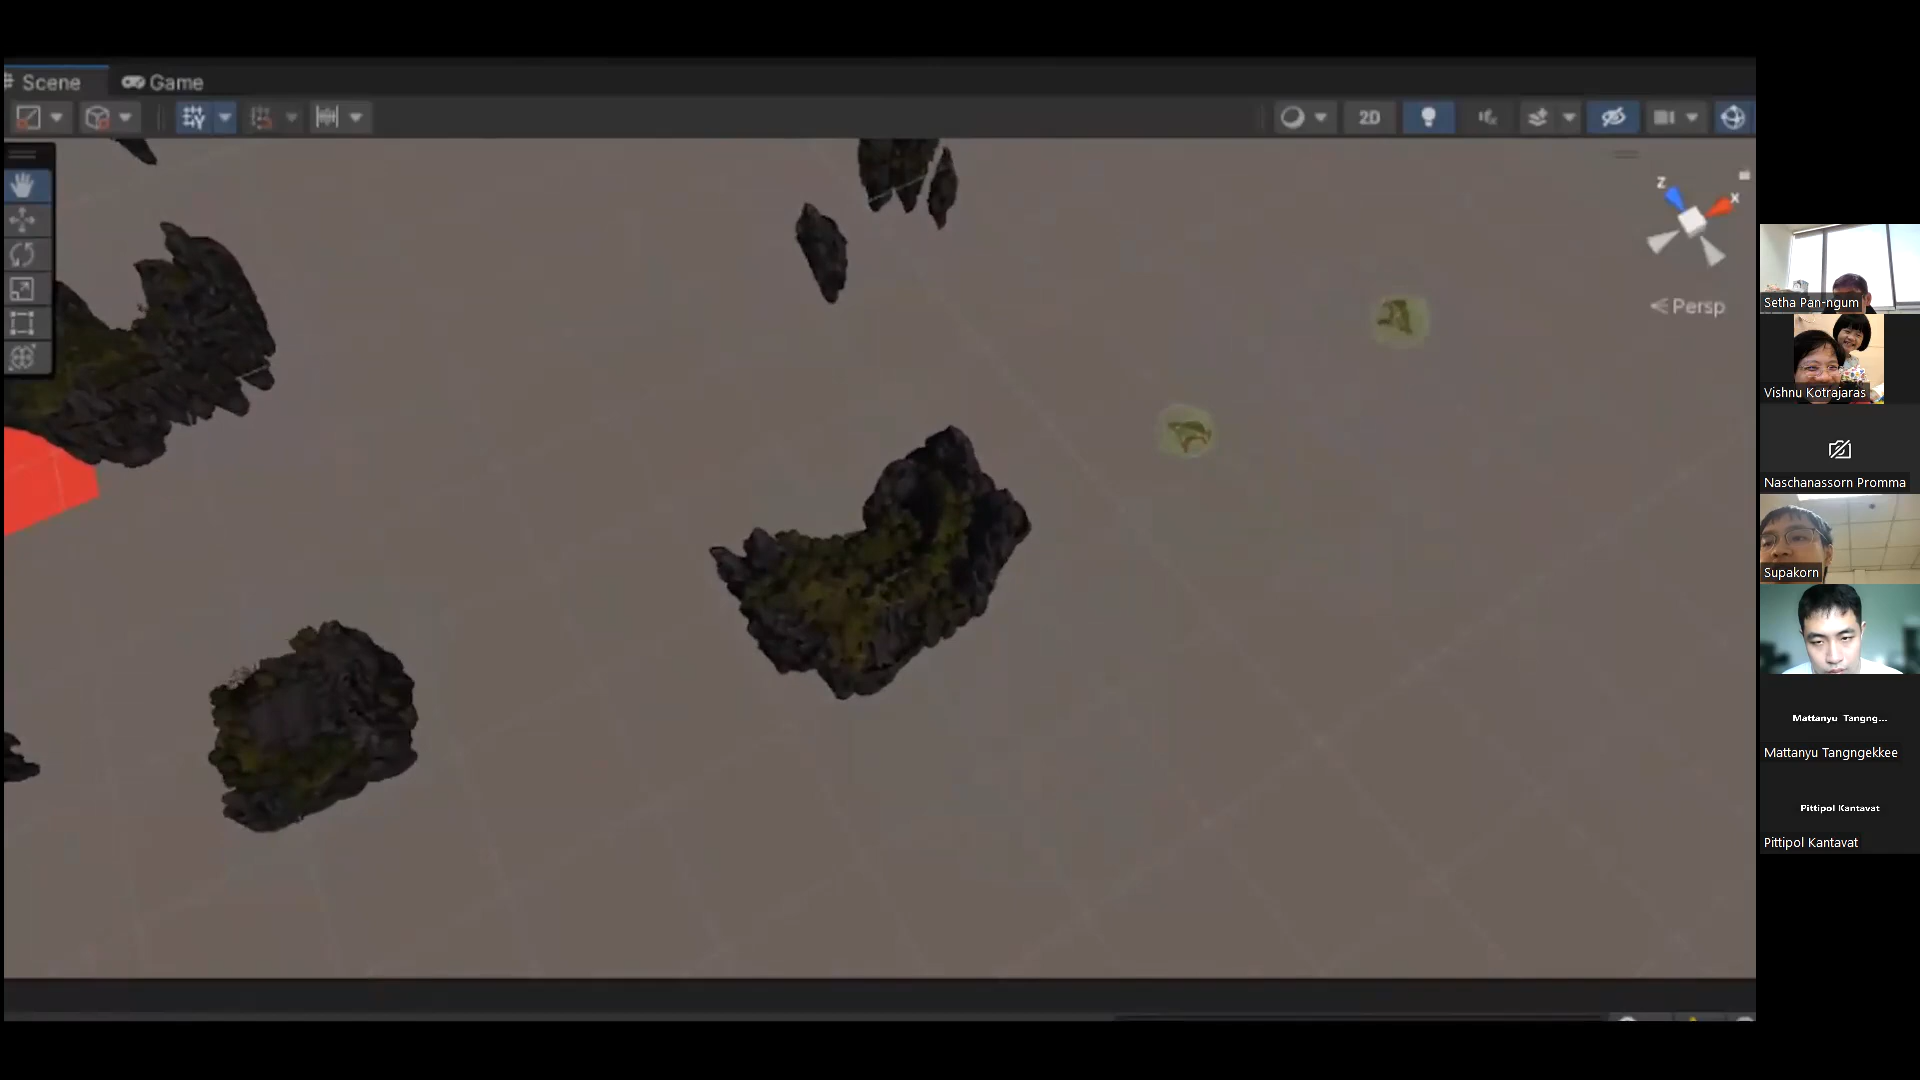 Scene
Game
2D
Z
X
Persp
Setha Pan-ngum
Vishnu Kotrajaras
Naschanassorn Promma
Supakorn
Mattanyu Tangng...
Mattanyu Tangngekkee
Pittipol Kantavat
Pittipol Kantavat